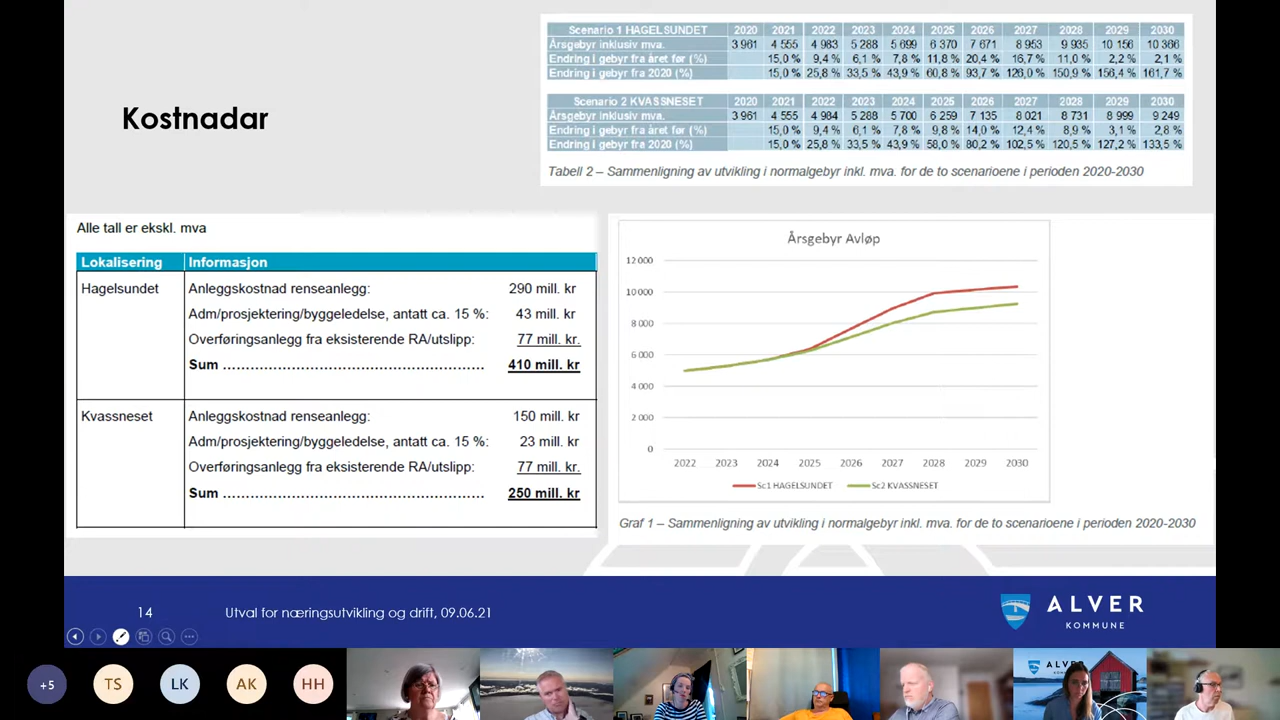 Kostnadar
Scenario 1 HAGELSUNDET 2020 2021 2022 2023 2024 2025 2026 2027 2028 2029 2030
Årsgebyr inklusiv mva. 3 961 4 555 4 983 5 288 5 699 6 370 7 671 8 953 9 935 10 156 10 366
Endring i gebyr fra året før (%) 15,0 % 9,4 % 6,1 % 7,8 % 11,8 % 20,4 % 16,7 % 11,0 % 2,2 % 2,1 %
Endring i gebyr fra 2020 (%) 15,0 % 25,8 % 33,5 % 43,9 % 60,8 % 93,7 % 126,0 % 150,9 % 156,4 % 161,7 %
Scenario 2 KVASSNESET 2020 2021 2022 2023 2024 2025 2026 2027 2028 2029 2030
Årsgebyr inklusiv mva. 3 961 4 555 4 984 5 288 5 700 6 259 7 135 8 021 8 731 8 999 9 249
Endring i gebyr fra året før (%) 15,0 % 9,4 % 6,1 % 7,8 % 9,8 % 14,0 % 12,4 % 8,9 % 3,1 % 2,8 %
Endring i gebyr fra 2020 (%) 15,0 % 25,8 % 33,5 % 43,9 % 58,0 % 80,2 % 102,5 % 120,5 % 127,2 % 133,5 %
Tabell 2 – Sammenligning av utvikling i normalgebyr inkl. mva. for de to scenarioene i perioden 2020-2030
Alle tall er ekskl. mva
Lokalisering Informasjon
Hagelsundet Anleggskostnad renseanlegg: 290 mill. kr
Adm/prosjektering/byggeledelse, antatt ca. 15 %: 43 mill. kr
Overføringsanlegg fra eksisterende RA/utslipp: 77 mill. kr.
Sum ........................................................ 410 mill. kr
Kvassneset Anleggskostnad renseanlegg: 150 mill. kr
Adm/prosjektering/byggeledelse, antatt ca. 15 %: 23 mill. kr
Overføringsanlegg fra eksisterende RA/utslipp: 77 mill. kr.
Sum ........................................................ 250 mill. kr
Årsgebyr Avløp
12 000
10 000
8 000
6 000
4 000
2 000
0
2022 2023 2024 2025 2026 2027 2028 2029 2030
Sc1 HAGELSUNDET Sc2 KVASSNESET
Graf 1 – Sammenligning av utvikling i normalgebyr inkl. mva. for de to scenarioene i perioden 2020-2030
14 Utval for næringsutvikling og drift, 09.06.21
ALVER
KOMMUNE
+5 TS LK AK HH
ALVER